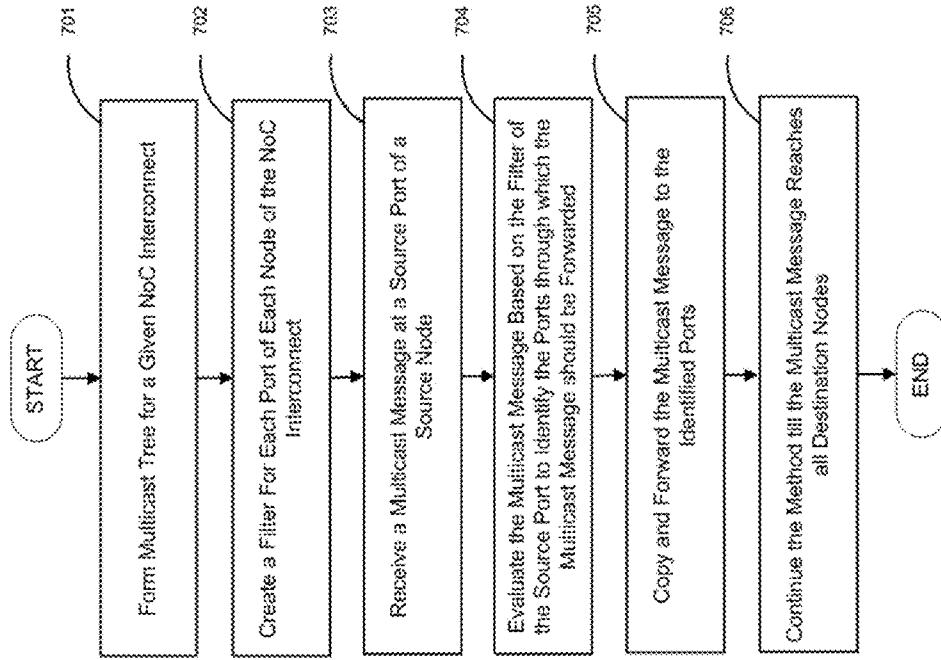 START
701
Form Multicast Tree for a Given NoC Interconnect
702
Create a Filter For Each Port of Each Node of the NoC
Interconnect
703
Receive a Multicast Message at a Source Port of a
Source Node
704
Evaluate the Multicast Message Based on the Filter of
the Source Port to Identify the Ports through which the
Multicast Message should be Forwarded
705
Copy and Forward the Multicast Message to the
Identified Ports
706
Continue the Method till the Multicast Message Reaches
all Destination Nodes
END